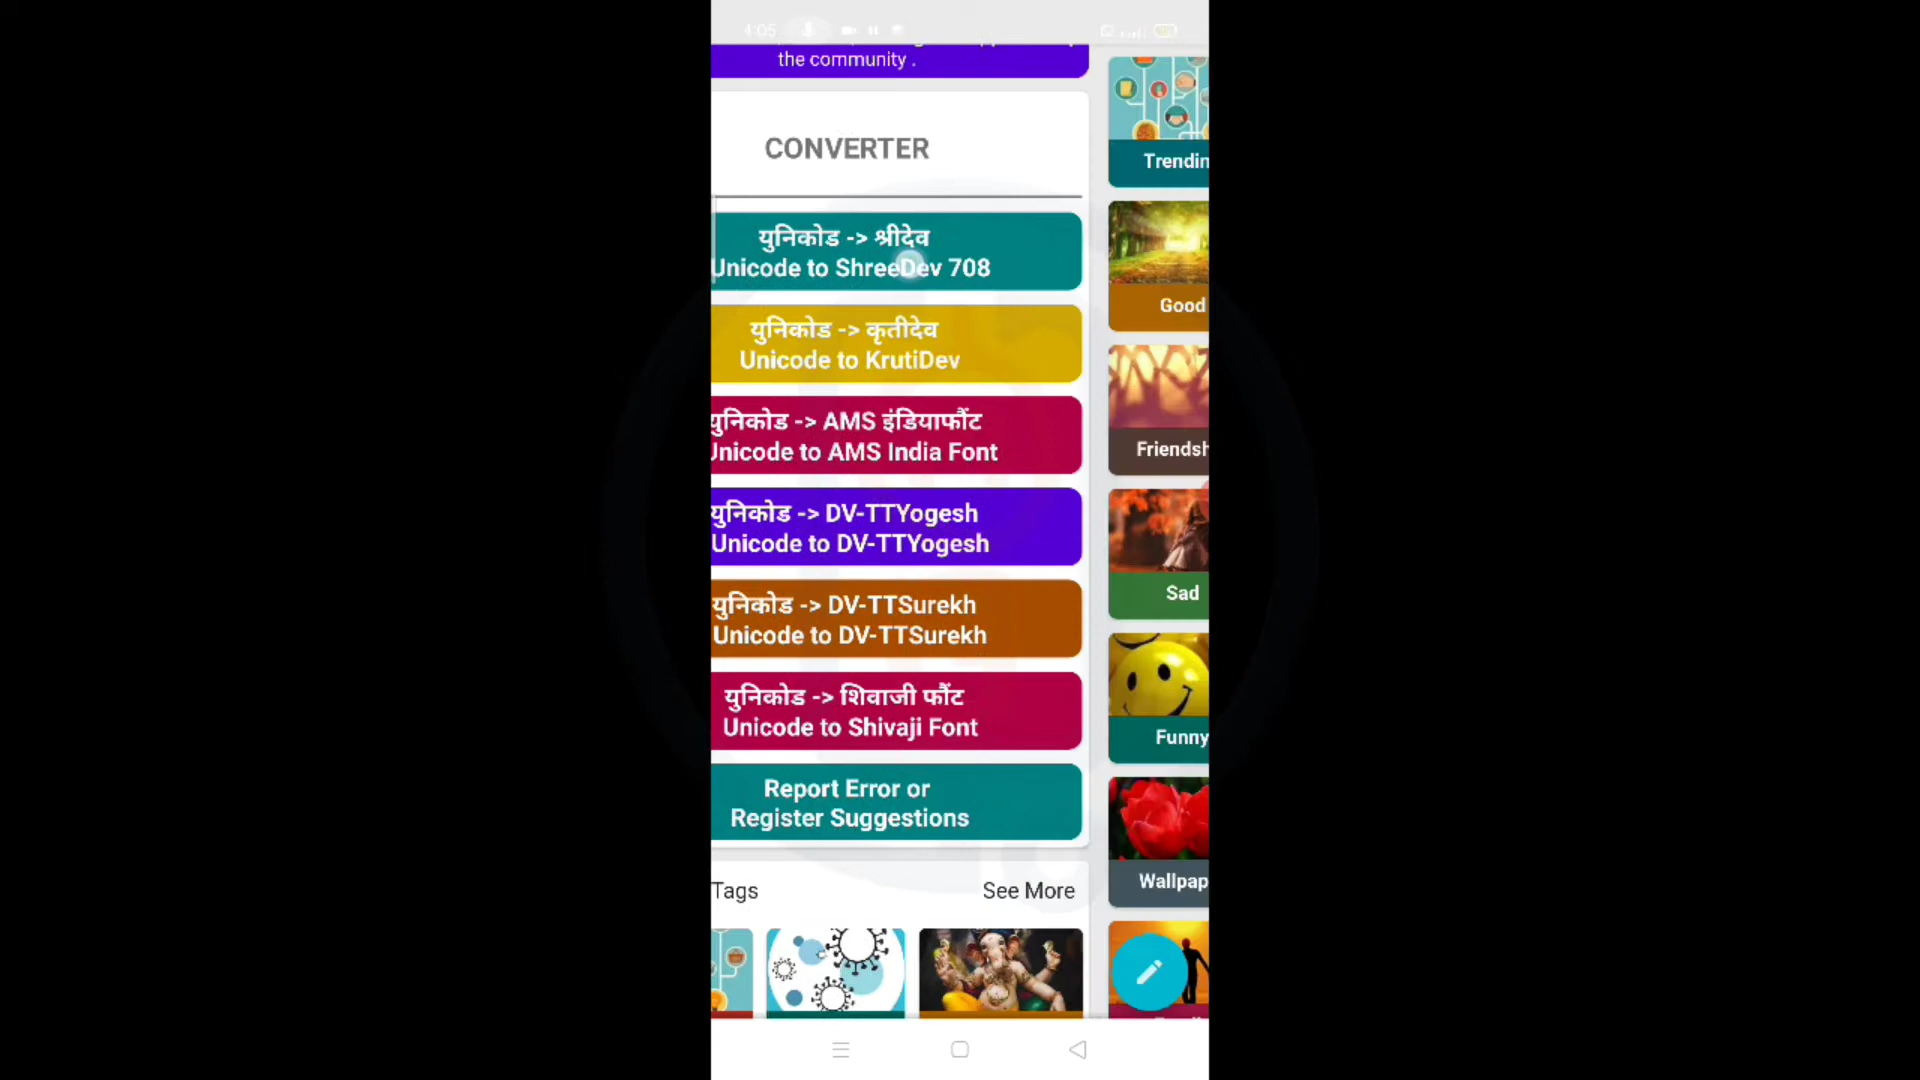 4:05
the community .
CONVERTER
युनिकोड -> श्रीदेव
Unicode to ShreeDev 708
युनिकोड -> कृतीदेव
Unicode to KrutiDev
युनिकोड -> AMS इंडियाफौंट
Unicode to AMS India Font
युनिकोड -> DV-TTYogesh
Unicode to DV-TTYogesh
युनिकोड -> DV-TTSurekh
Unicode to DV-TTSurekh
युनिकोड -> शिवाजी फौंट
Unicode to Shivaji Font
Report Error or
Register Suggestions
Tags
See More
Trendin
Good
Friendsh
Sad
Funny
Wallpap